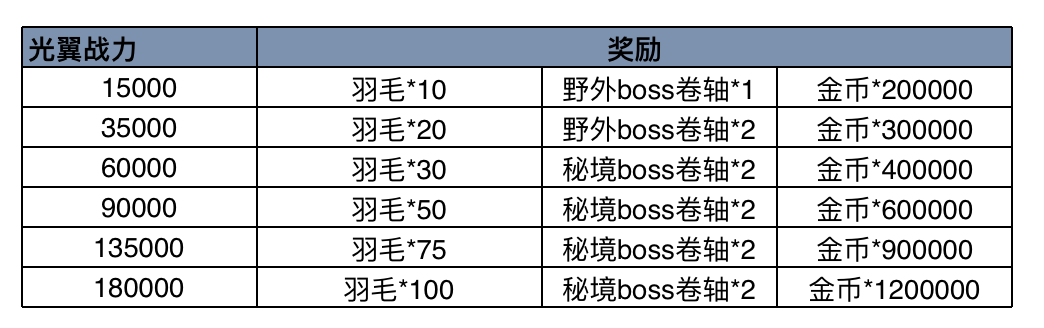 光翼战力 奖励
15000 羽毛*10 野外boss卷轴*1 金币*200000
35000 羽毛*20 野外boss卷轴*2 金币*300000
60000 羽毛*30 秘境boss卷轴*2 金币*400000
90000 羽毛*50 秘境boss卷轴*2 金币*600000
135000 羽毛*75 秘境boss卷轴*2 金币*900000
180000 羽毛*100 秘境boss卷轴*2 金币*1200000